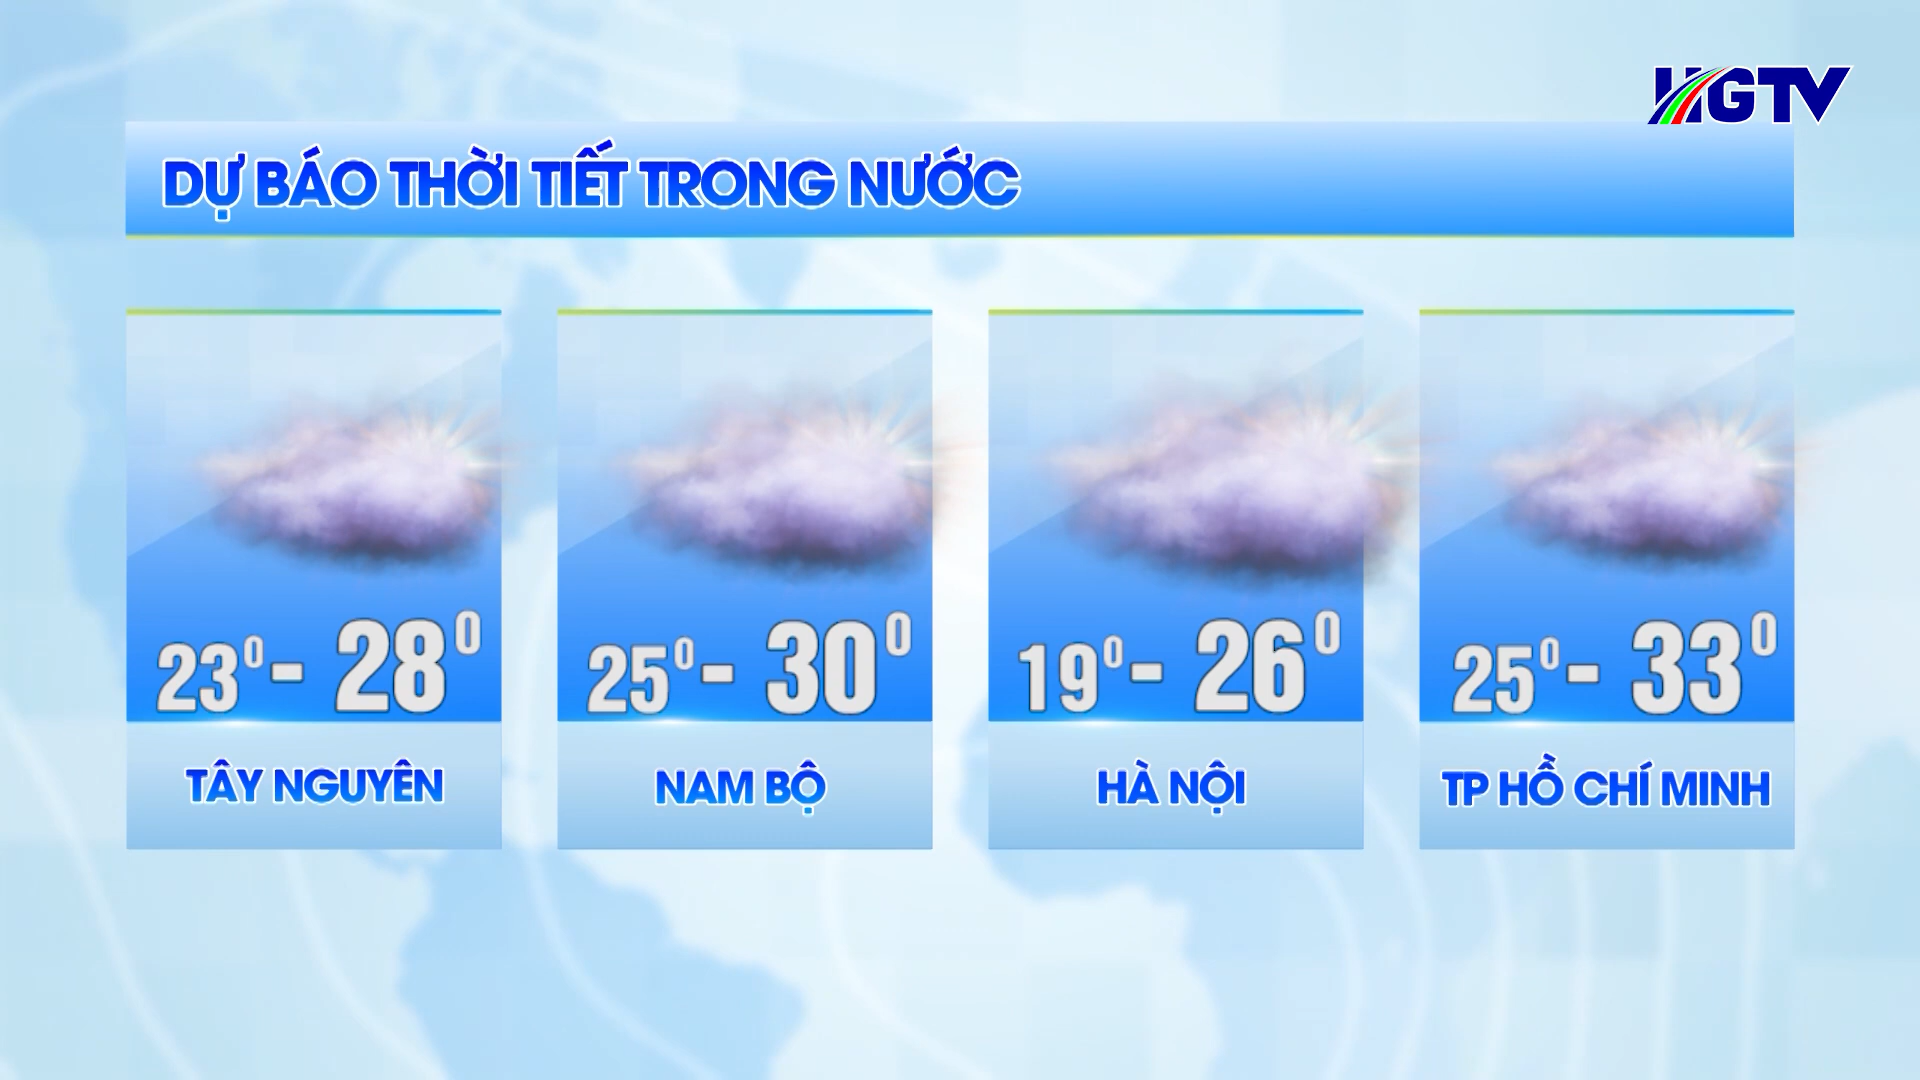 HGTV
DỰ BÁO THỜI TIẾT TRONG NƯỚC
23⁰ - 28⁰
TÂY NGUYÊN
25⁰ - 30⁰
NAM BỘ
19⁰ - 26⁰
HÀ NỘI
25⁰ - 33⁰
TP HỒ CHÍ MINH